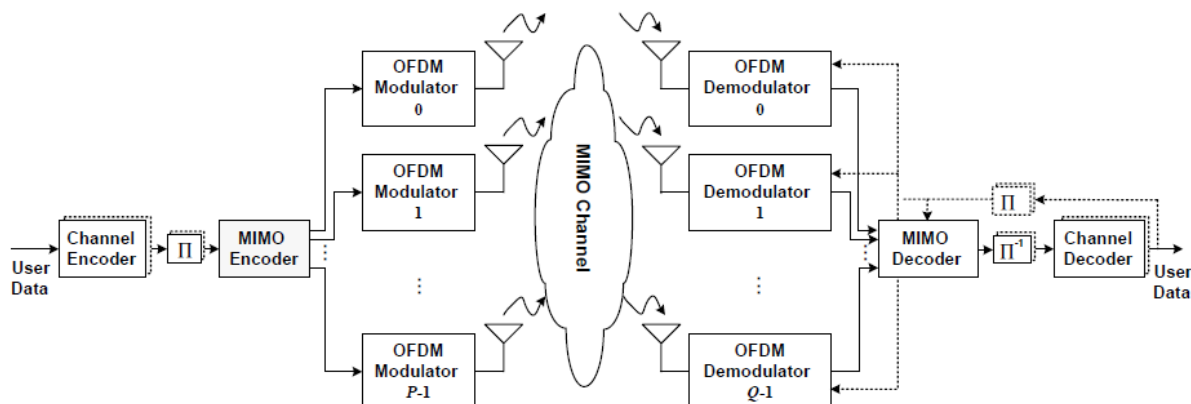 OFDM
Modulator
0
OFDM
Demodulator
0
OFDM
Modulator
1
OFDM
Demodulator
1
MIMO Channel
User
Data
Channel
Encoder
Π
MIMO
Encoder
...
...
...
...
MIMO
Decoder
Π
Π-1
Channel
Decoder
User
Data
OFDM
Modulator
P-1
OFDM
Demodulator
Q-1